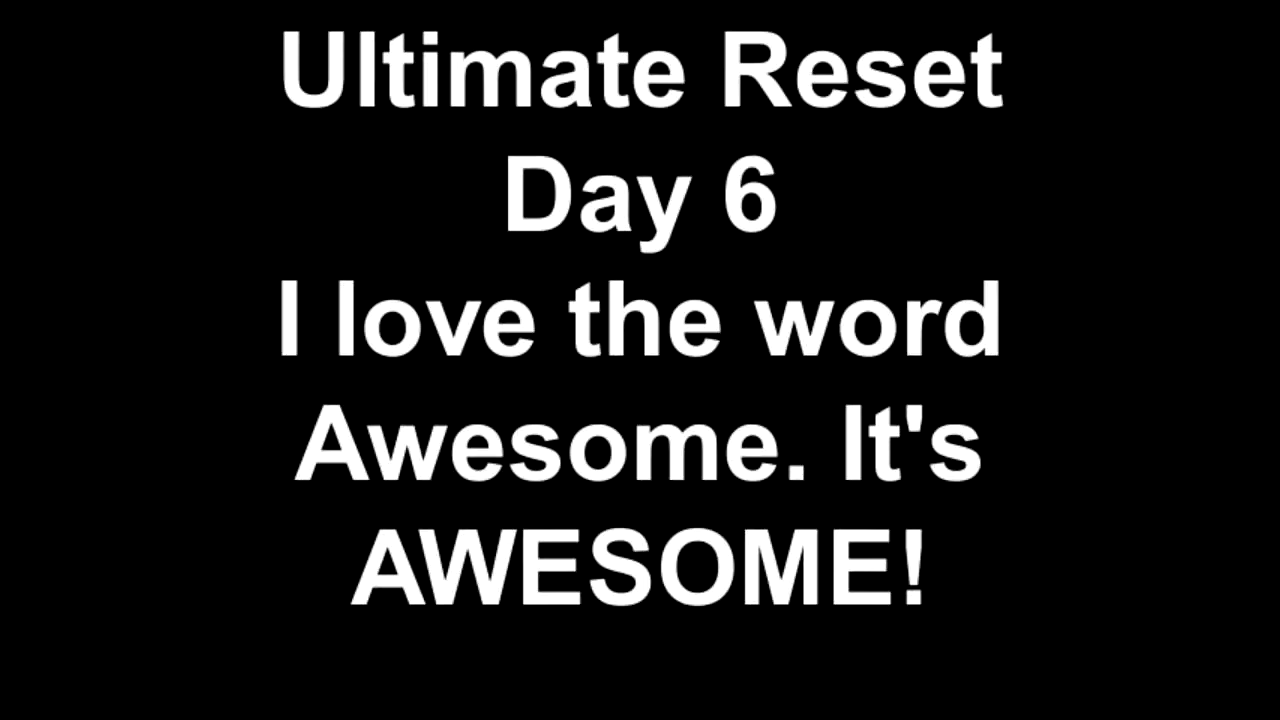 Ultimate Reset
Day 6
I love the word
Awesome. It's
AWESOME!